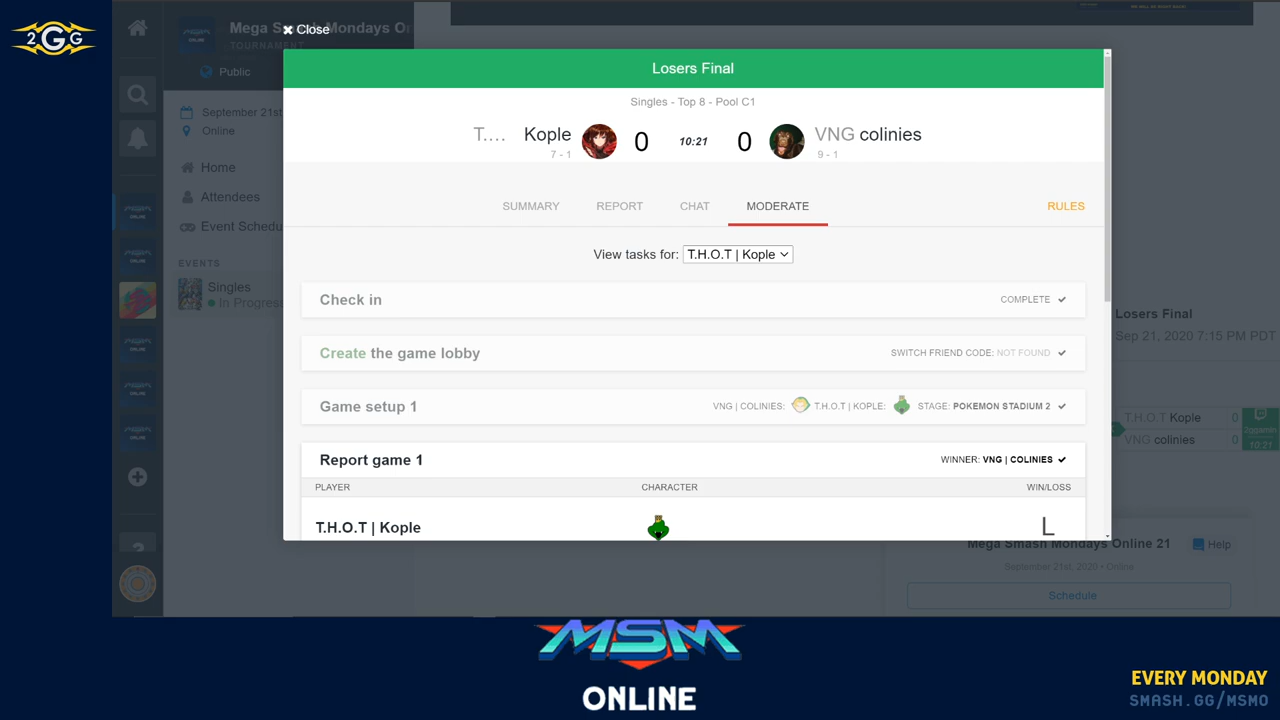 2GG
Mega S
Mondays Or
TOURNAMENT
Public
September 21st
Online
Home
Attendees
Event Schedu
EVENTS
Singles
In Progress
✖ Close
Losers Final
Singles - Top 8 - Pool C1
T.... Kople 0 10:21 0 VNG colinies
7 - 1
9 - 1
SUMMARY REPORT CHAT MODERATE RULES
View tasks for: T.H.O.T | Kople
Check in COMPLETE ✔
Create the game lobby SWITCH FRIEND CODE: NOT FOUND ✔
Game setup 1 VNG | COLINIES: T.H.O.T | KOPLE: STAGE: POKEMON STADIUM 2 ✔
Report game 1 WINNER: VNG | COLINIES ✔
PLAYER CHARACTER WIN/LOSS
T.H.O.T | Kople L
Losers Final
Sep 21, 2020 7:15 PM PDT
T.H.O.T Kople 0
VNG colinies 0
10:21
Mega Smash Mondays Online 21
Help
September 21st, 2020 • Online
Schedule
MSM
ONLINE
EVERY MONDAY
SMASH.GG/MSMO